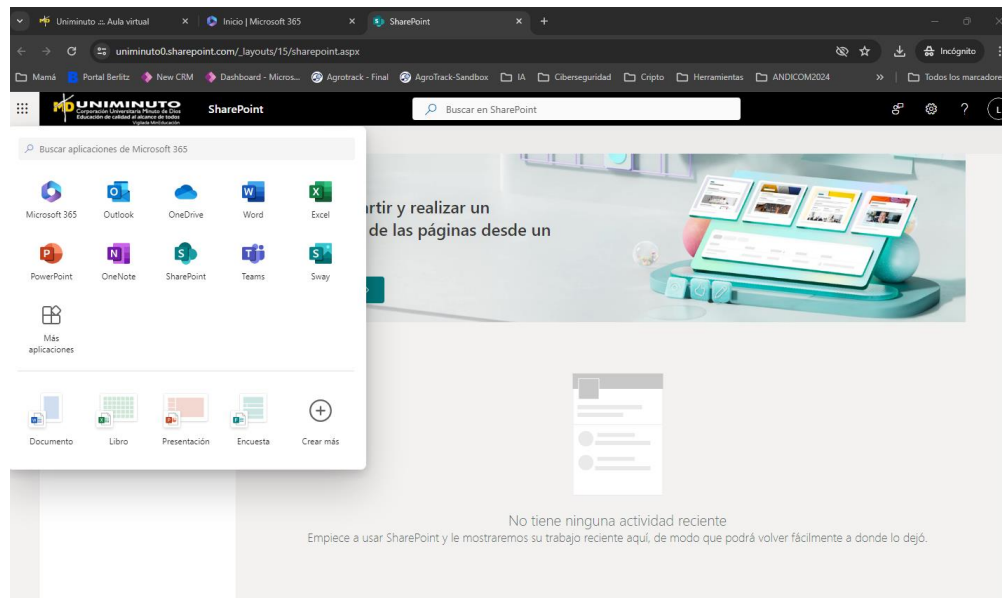 Uniminuto .::. Aula virtual
Inicio | Microsoft 365
SharePoint
uniminuto0.sharepoint.com/_layouts/15/sharepoint.aspx
Incógnito
Mamá
Portal Berlitz
New CRM
Dashboard - Micros...
Agrotrack - Final
AgroTrack-Sandbox
IA
Ciberseguridad
Cripto
Herramientas
ANDICOM2024
Todos los marcadore
UNIMINUTO
Corporación Universitaria Minuto de Dios
Educación de calidad al alcance de todos
Vigilada MinEducación
SharePoint
Buscar en SharePoint
Buscar aplicaciones de Microsoft 365
Microsoft 365
Outlook
OneDrive
Word
Excel
PowerPoint
OneNote
SharePoint
Teams
Sway
Más
aplicaciones
Documento
Libro
Presentación
Encuesta
Crear más
rtir y realizar un
de las páginas desde un
No tiene ninguna actividad reciente
Empiece a usar SharePoint y le mostraremos su trabajo reciente aquí, de modo que podrá volver fácilmente a donde lo dejó.